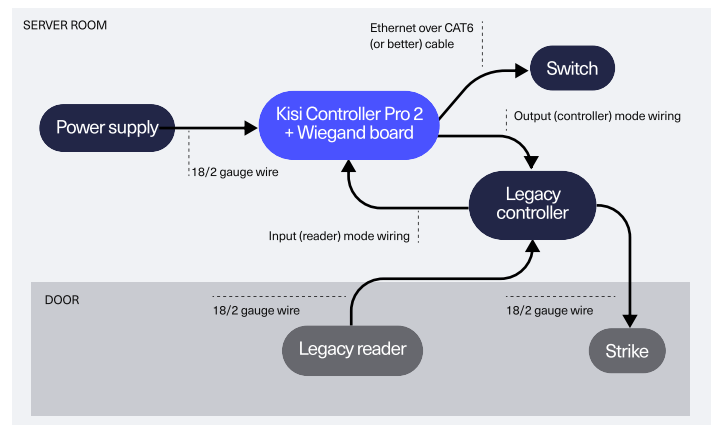 SERVER ROOM
Ethernet over CAT6
(or better) cable
Switch
Kisi Controller Pro 2
+ Wiegand board
Power supply
Output (controller) mode wiring
18/2 gauge wire
Legacy
controller
Input (reader) mode wiring
DOOR
18/2 gauge wire
18/2 gauge wire
Legacy reader
Strike